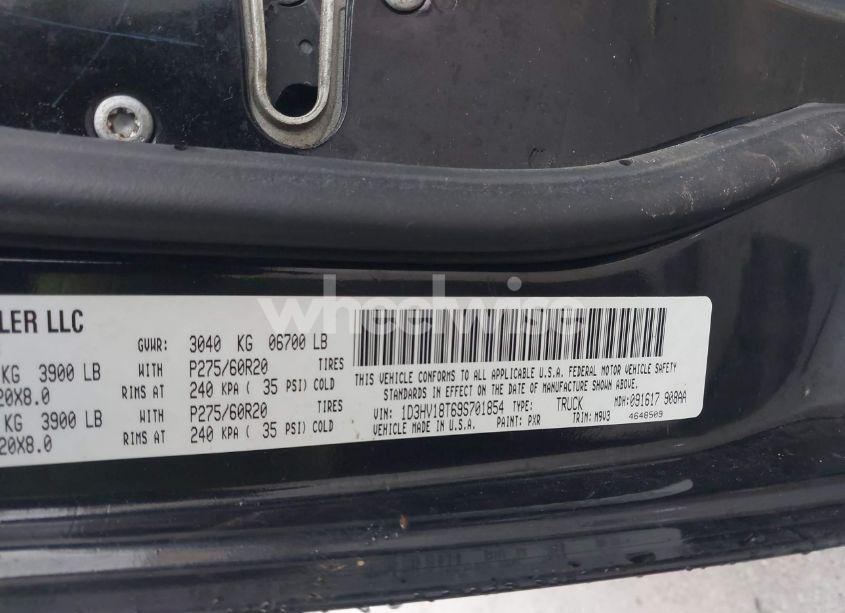 wheelwise
LER LLC
GVWR: 3040 KG 06700 LB
KG 3900 LB WITH P275/60R20 TIRES
20X8.0 RIMS AT 240 KPA ( 35 PSI) COLD
KG 3900 LB WITH P275/60R20 TIRES
20X8.0 RIMS AT 240 KPA ( 35 PSI) COLD
THIS VEHICLE CONFORMS TO ALL APPLICABLE U.S.A. FEDERAL MOTOR VEHICLE SAFETY
STANDARDS IN EFFECT ON THE DATE OF MANUFACTURE SHOWN ABOVE.
VIN: 1D3HV18T69S701854 TYPE: TRUCK MDH: 091617 908AA
VEHICLE MADE IN U.S.A. PAINT: PXR TRIM: M9V3 4648509